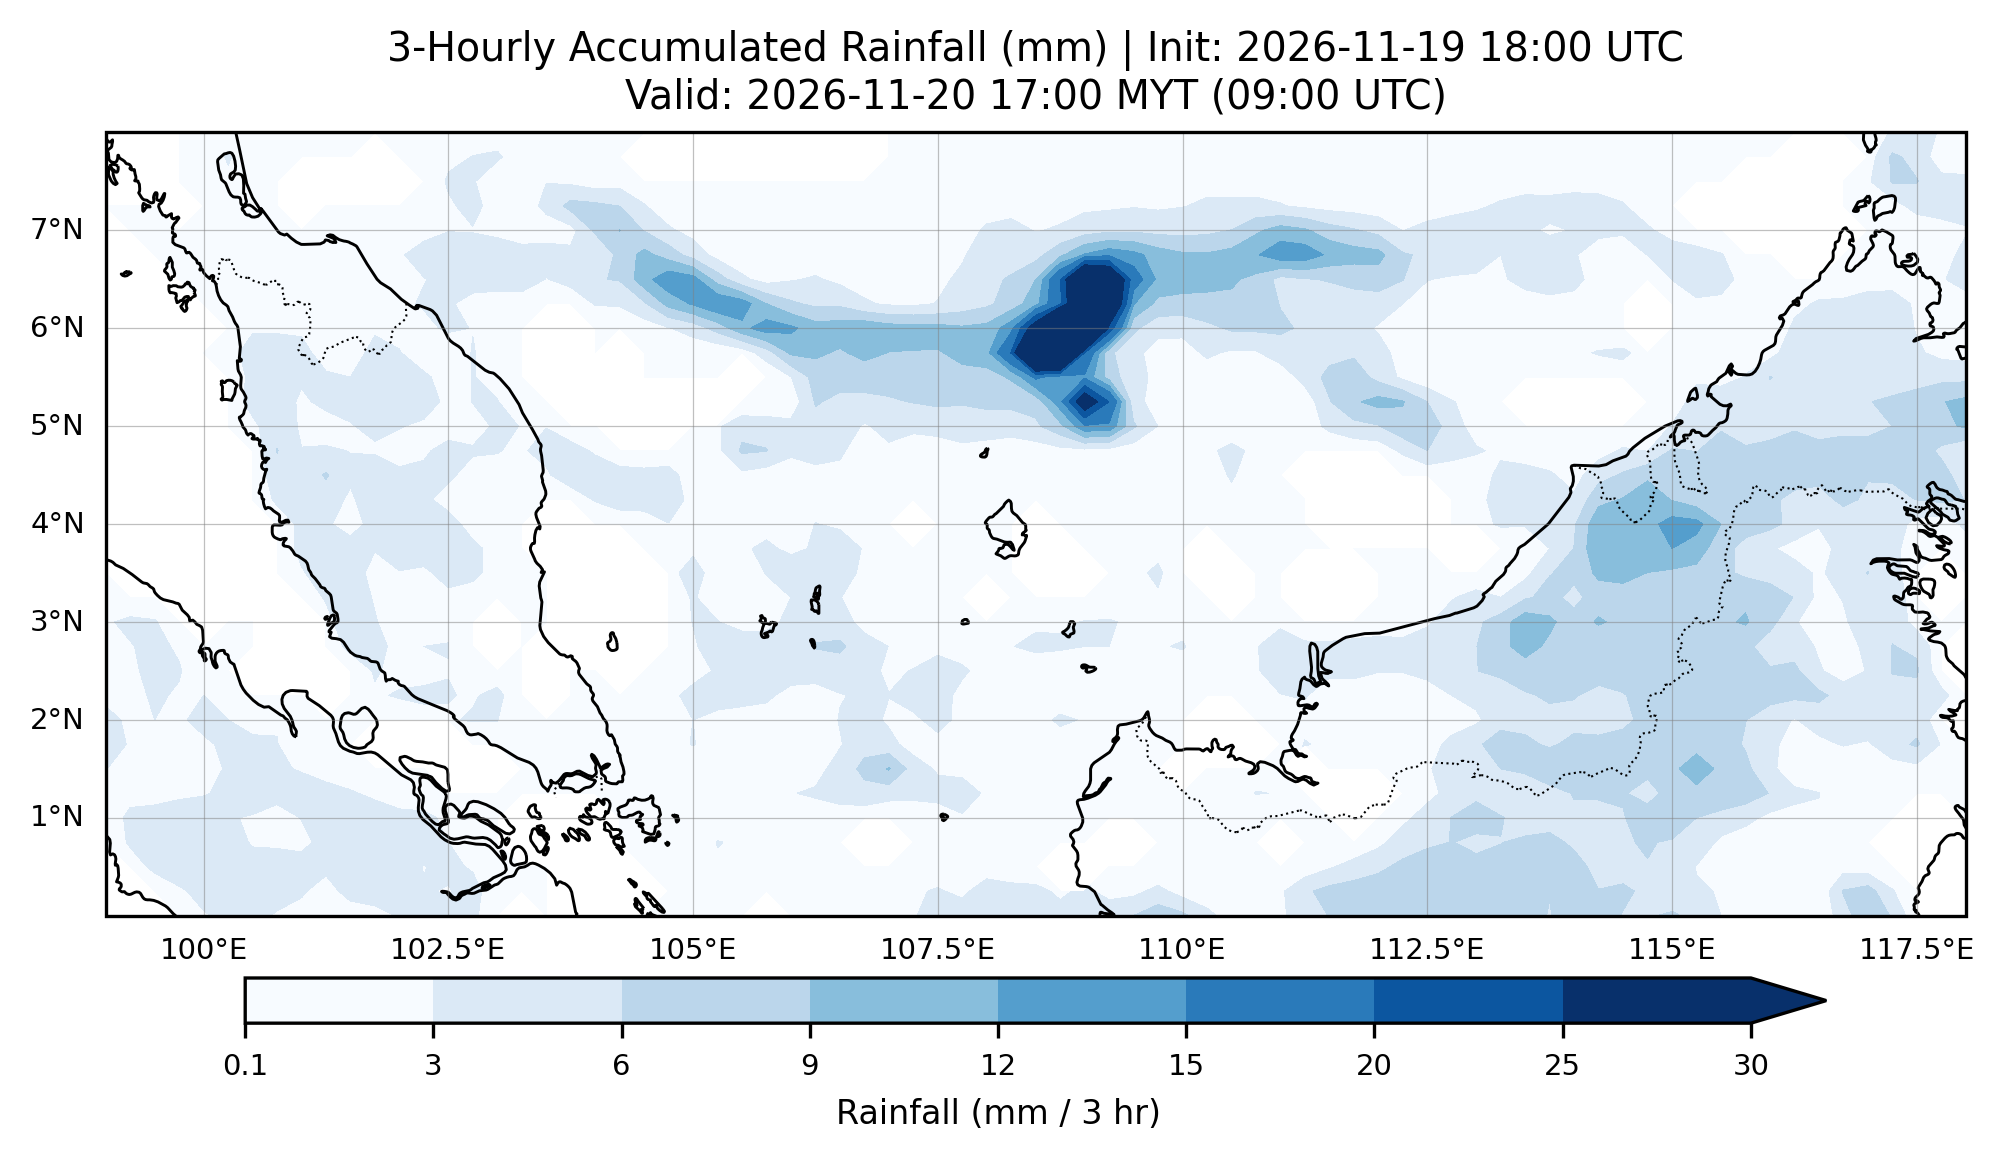 3-Hourly Accumulated Rainfall (mm) | Init: 2026-11-19 18:00 UTC
Valid: 2026-11-20 17:00 MYT (09:00 UTC)
7°N
6°N
5°N
4°N
3°N
2°N
1°N
100°E 102.5°E 105°E 107.5°E 110°E 112.5°E 115°E 117.5°E
0.1 3 6 9 12 15 20 25 30
Rainfall (mm / 3 hr)